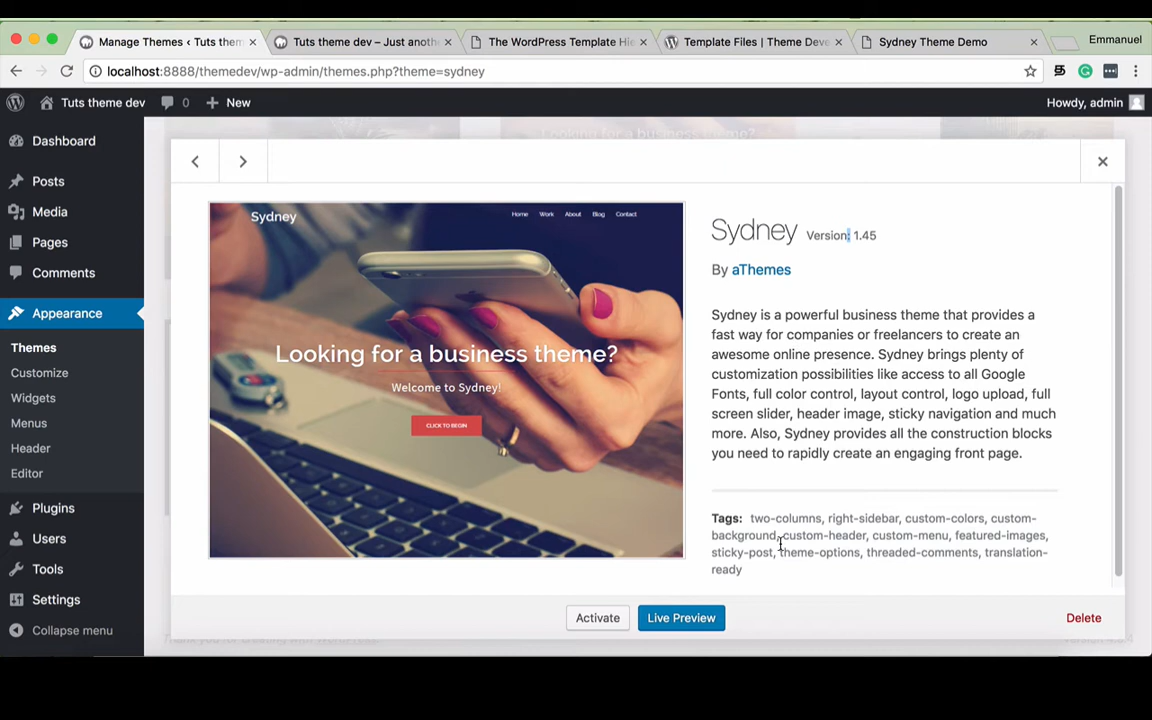 Manage Themes ‹ Tuts them
Tuts theme dev – Just anoth
The WordPress Template Hie
Template Files | Theme Deve
Sydney Theme Demo
Emmanuel
localhost:8888/themedev/wp-admin/themes.php?theme=sydney
Tuts theme dev
0
New
Howdy, admin
Dashboard
Posts
Media
Pages
Comments
Appearance
Themes
Customize
Widgets
Menus
Header
Editor
Plugins
Users
Tools
Settings
Collapse menu
Looking for a business theme?
Sydney
Home Work About Blog Contact
Looking for a business theme?
Welcome to Sydney!
CLICK TO BEGIN
Sydney Version: 1.45
By aThemes
Sydney is a powerful business theme that provides a
fast way for companies or freelancers to create an
awesome online presence. Sydney brings plenty of
customization possibilities like access to all Google
Fonts, full color control, layout control, logo upload, full
screen slider, header image, sticky navigation and much
more. Also, Sydney provides all the construction blocks
you need to rapidly create an engaging front page.
Tags: two-columns, right-sidebar, custom-colors, custom-
background, custom-header, custom-menu, featured-images,
sticky-post, theme-options, threaded-comments, translation-
ready
Activate
Live Preview
Delete